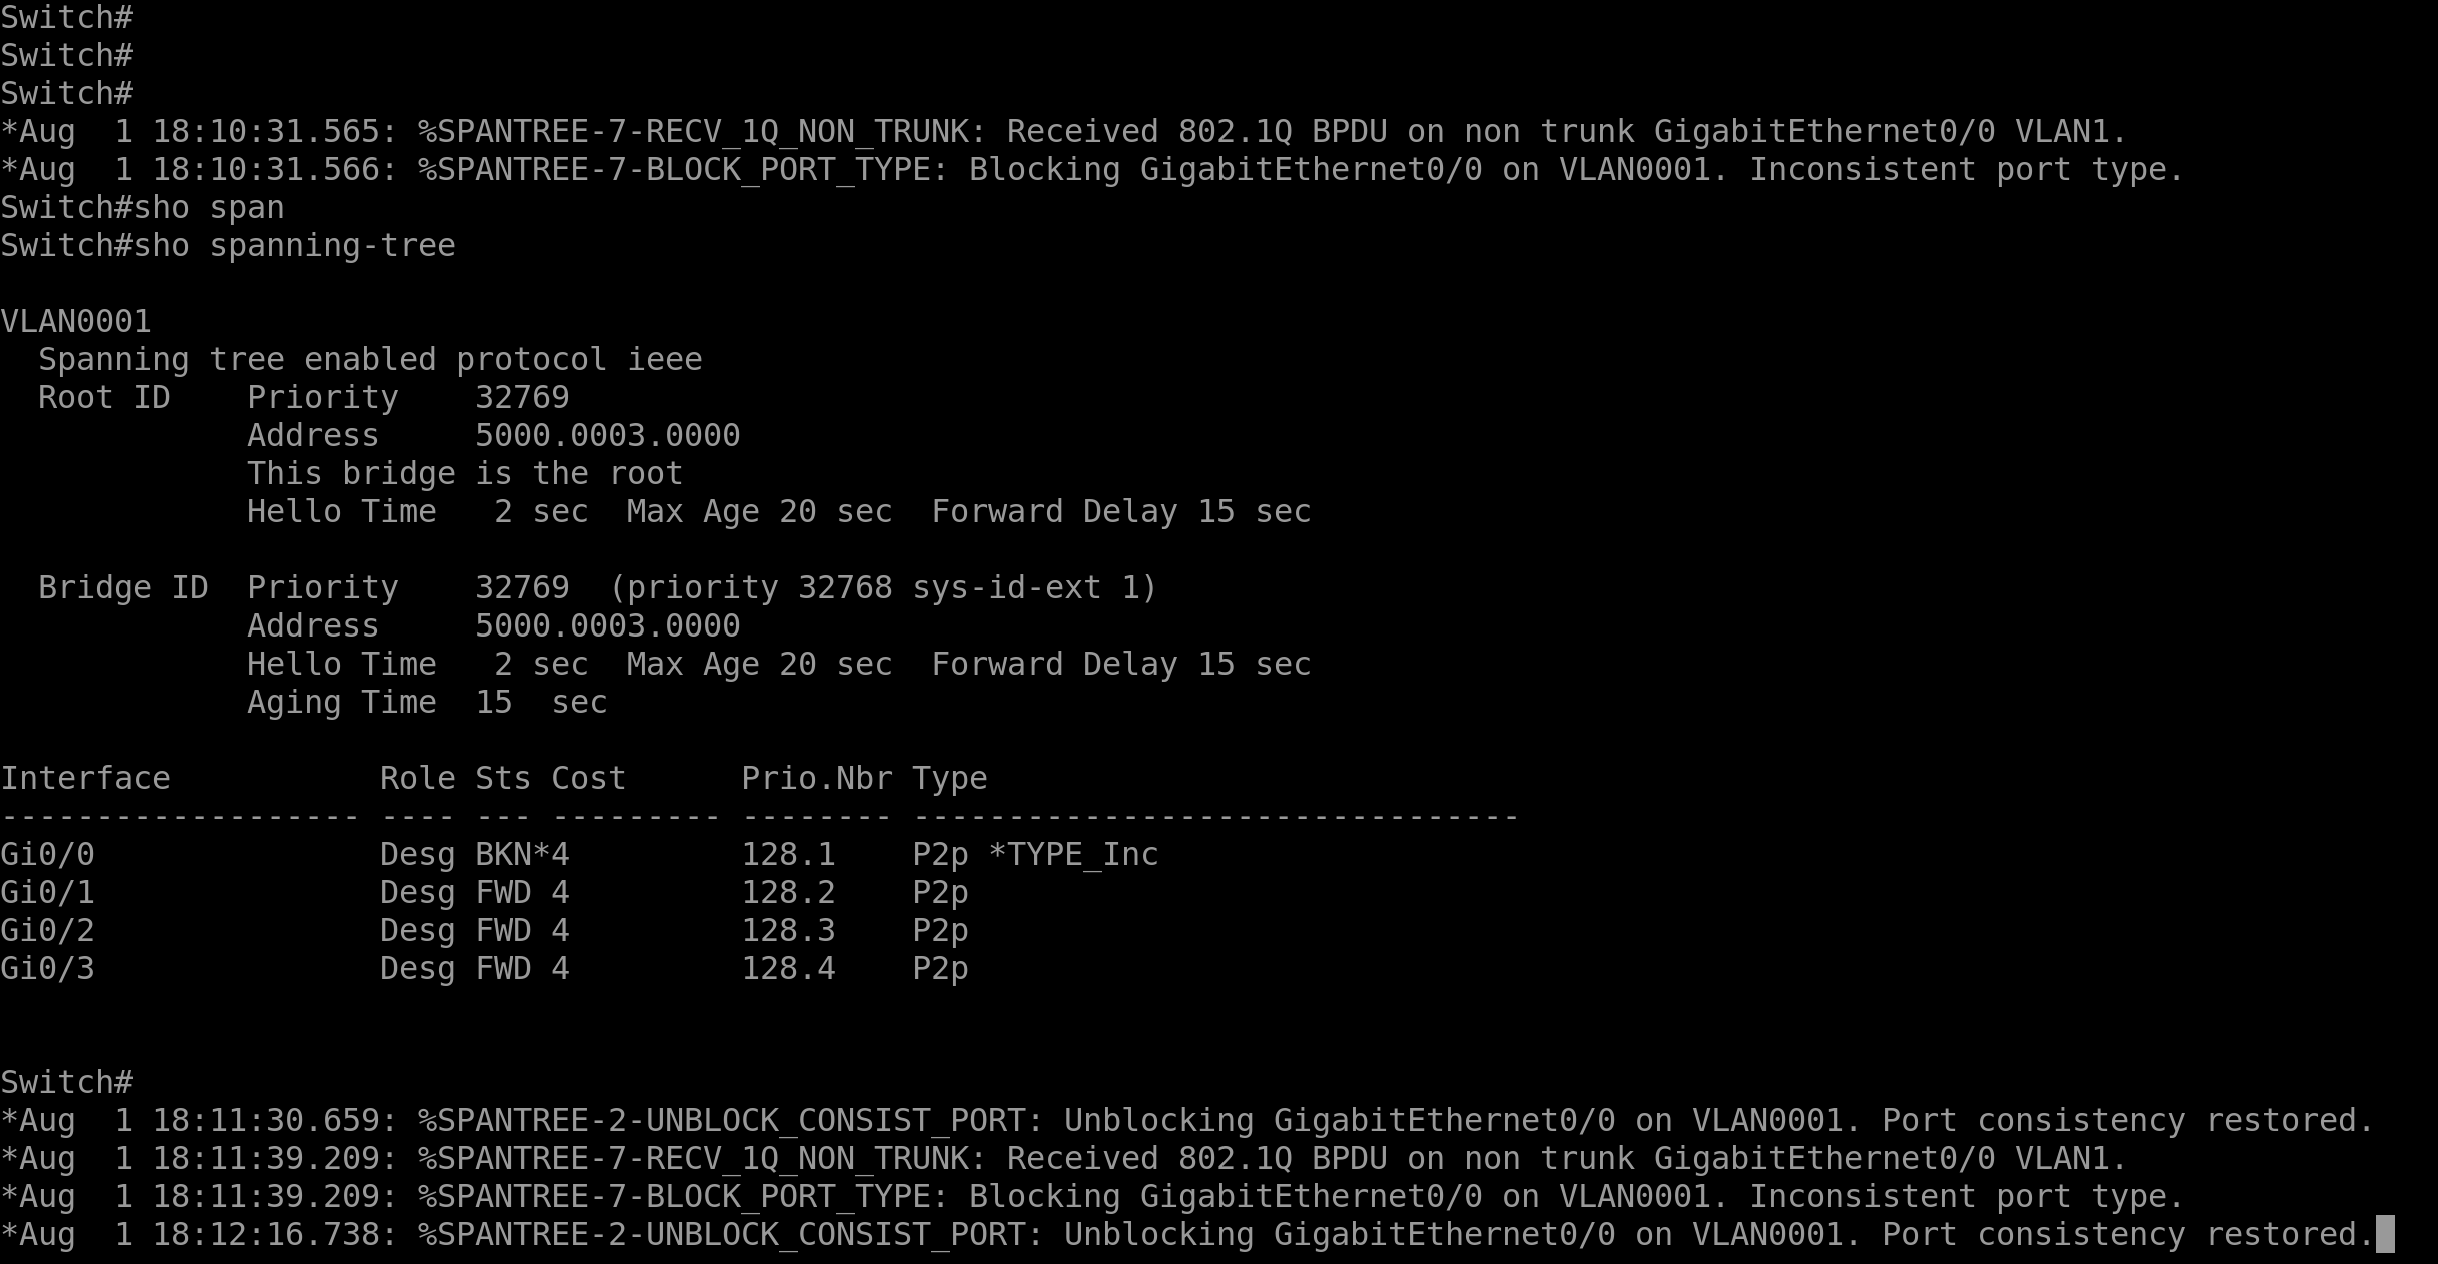 Switch#
Switch#
Switch#
*Aug  1 18:10:31.565: %SPANTREE-7-RECV_1Q_NON_TRUNK: Received 802.1Q BPDU on non trunk GigabitEthernet0/0 VLAN1.
*Aug  1 18:10:31.566: %SPANTREE-7-BLOCK_PORT_TYPE: Blocking GigabitEthernet0/0 on VLAN0001. Inconsistent port type.
Switch#sho span
Switch#sho spanning-tree

VLAN0001
  Spanning tree enabled protocol ieee
  Root ID    Priority    32769
             Address     5000.0003.0000
             This bridge is the root
             Hello Time   2 sec  Max Age 20 sec  Forward Delay 15 sec

  Bridge ID  Priority    32769  (priority 32768 sys-id-ext 1)
             Address     5000.0003.0000
             Hello Time   2 sec  Max Age 20 sec  Forward Delay 15 sec
             Aging Time  15  sec

Interface           Role Sts Cost      Prio.Nbr Type
------------------- ---- --- --------- -------- --------------------------------
Gi0/0               Desg BKN*4         128.1    P2p *TYPE_Inc
Gi0/1               Desg FWD 4         128.2    P2p
Gi0/2               Desg FWD 4         128.3    P2p
Gi0/3               Desg FWD 4         128.4    P2p

Switch#
*Aug  1 18:11:30.659: %SPANTREE-2-UNBLOCK_CONSIST_PORT: Unblocking GigabitEthernet0/0 on VLAN0001. Port consistency restored.
*Aug  1 18:11:39.209: %SPANTREE-7-RECV_1Q_NON_TRUNK: Received 802.1Q BPDU on non trunk GigabitEthernet0/0 VLAN1.
*Aug  1 18:11:39.209: %SPANTREE-7-BLOCK_PORT_TYPE: Blocking GigabitEthernet0/0 on VLAN0001. Inconsistent port type.
*Aug  1 18:12:16.738: %SPANTREE-2-UNBLOCK_CONSIST_PORT: Unblocking GigabitEthernet0/0 on VLAN0001. Port consistency restored.